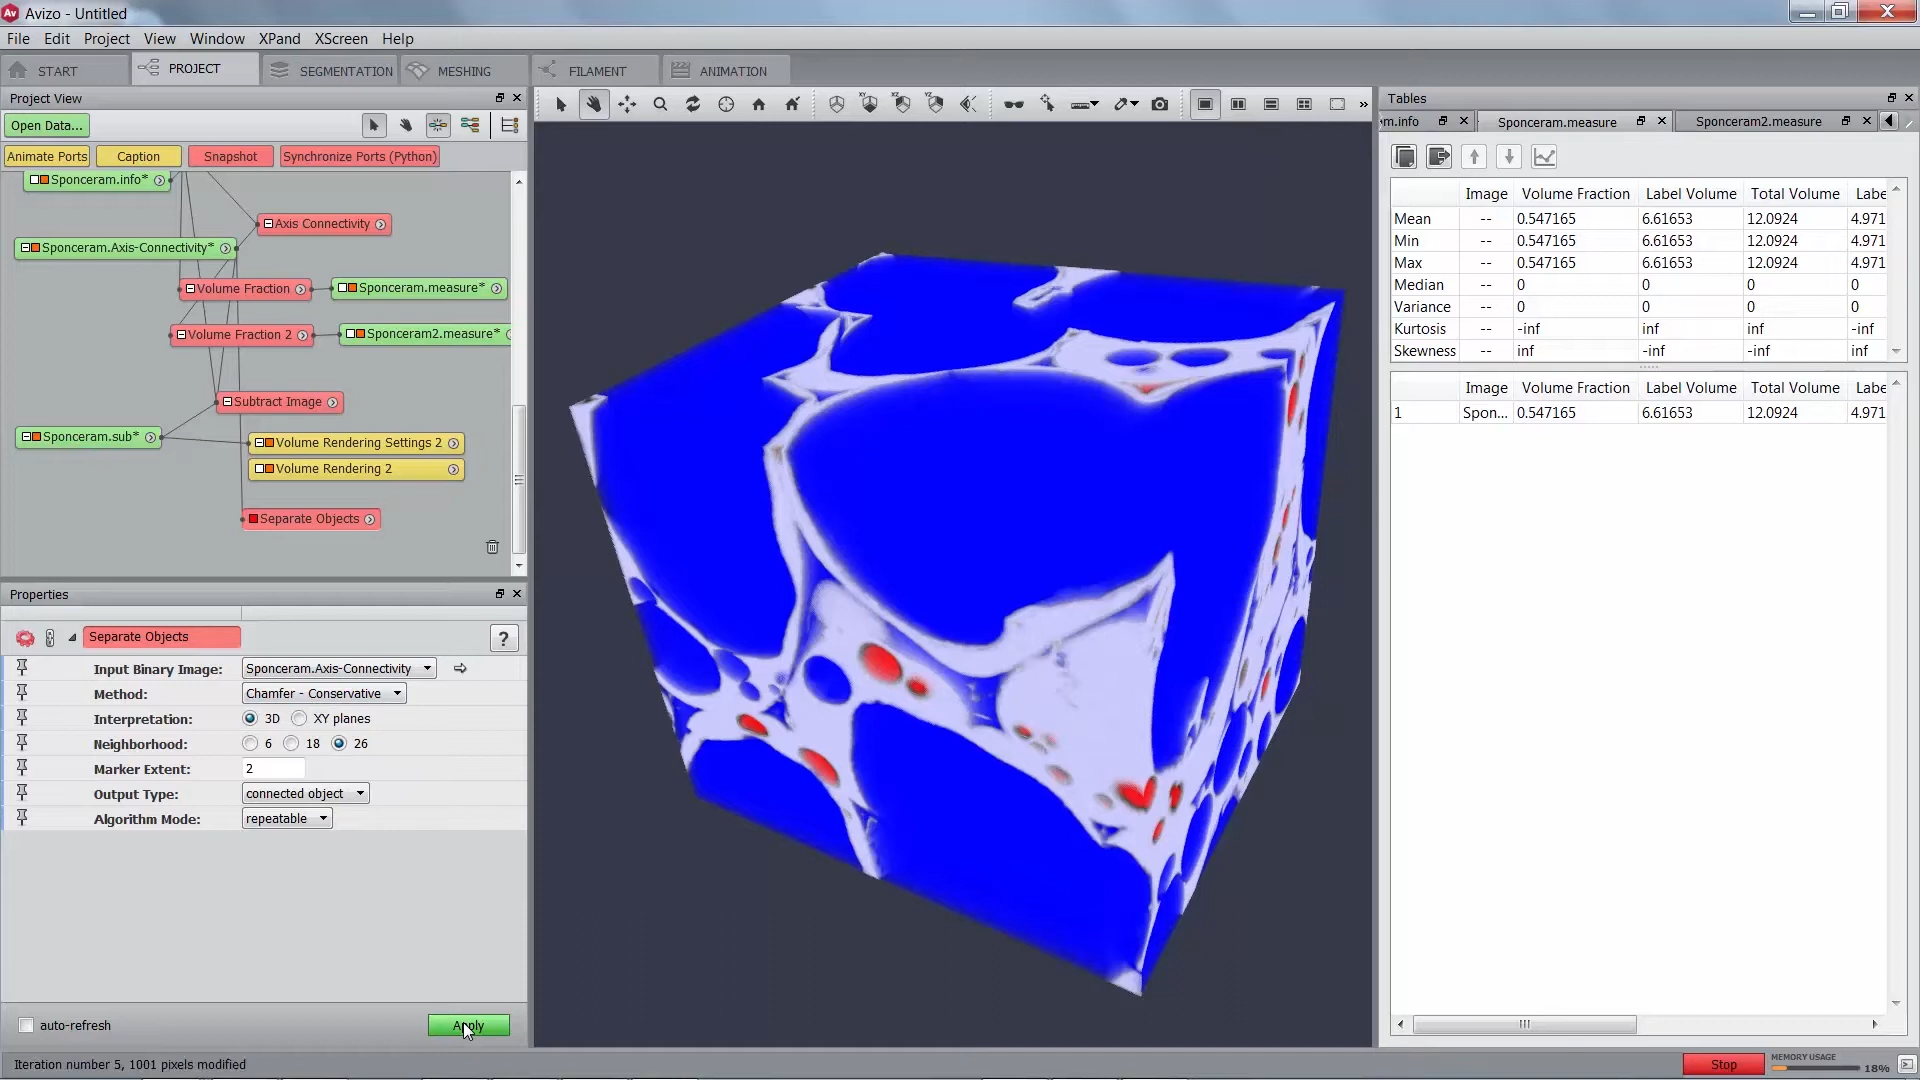 Avizo - Untitled
File Edit Project View Window XPand XScreen Help
START PROJECT SEGMENTATION MESHING FILAMENT ANIMATION
Project View
Open Data...
Animate Ports Caption Snapshot Synchronize Ports (Python)
Sponceram.info*
Axis Connectivity
Sponceram.Axis-Connectivity*
Volume Fraction Sponceram.measure*
Volume Fraction 2 Sponceram2.measure*
Subtract Image
Sponceram.sub*
Volume Rendering Settings 2
Volume Rendering 2
Separate Objects
Properties
Separate Objects ?
Input Binary Image: Sponceram.Axis-Connectivity
Method: Chamfer - Conservative
Interpretation: 3D XY planes
Neighborhood: 6 18 26
Marker Extent: 2
Output Type: connected object
Algorithm Mode: repeatable
auto-refresh Apply
Iteration number 5, 1001 pixels modified
XY XZ YZ
Tables
m.info Sponceram.measure Sponceram2.measure
Image Volume Fraction Label Volume Total Volume Labe
Mean -- 0.547165 6.61653 12.0924 4.971
Min -- 0.547165 6.61653 12.0924 4.971
Max -- 0.547165 6.61653 12.0924 4.971
Median -- 0 0 0 0
Variance -- 0 0 0 0
Kurtosis -- -inf inf inf -inf
Skewness -- inf -inf -inf inf
Image Volume Fraction Label Volume Total Volume Labe
1 Spon... 0.547165 6.61653 12.0924 4.971
Stop MEMORY USAGE 18%